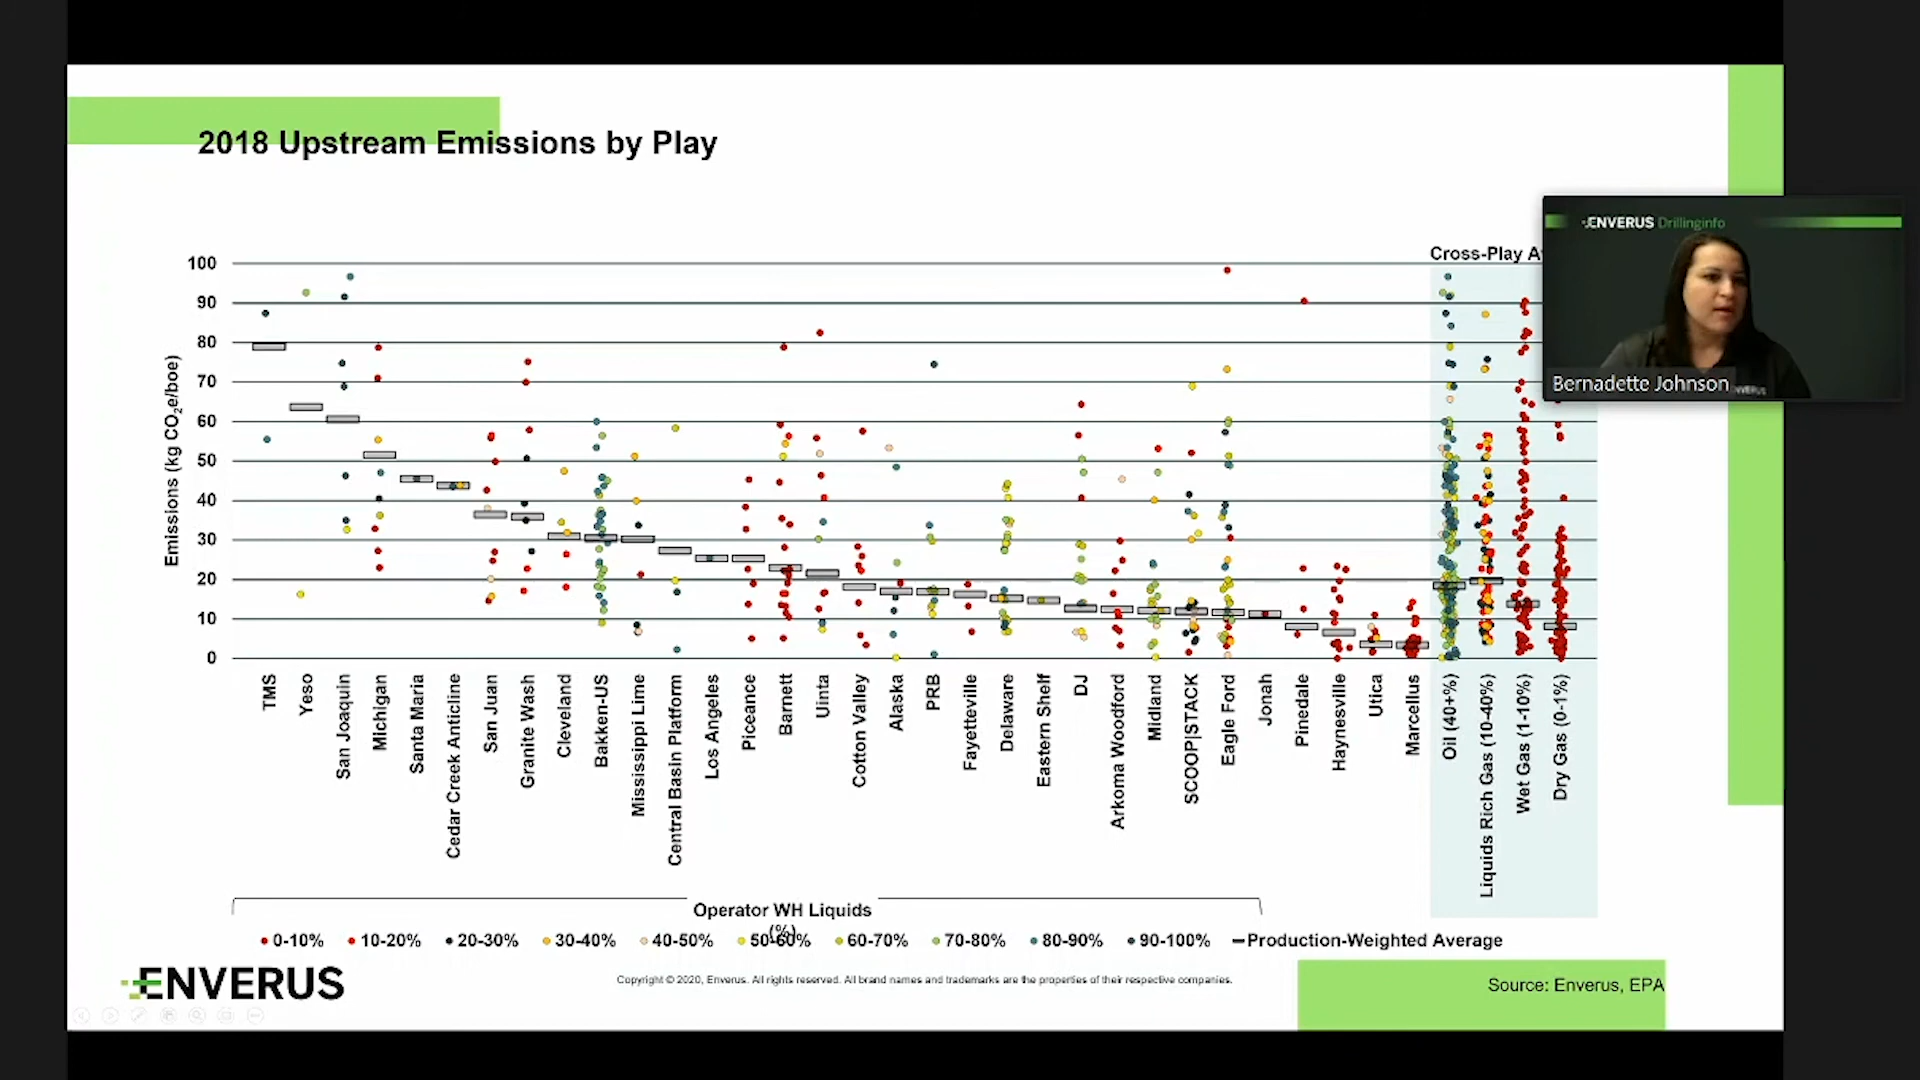 2018 Upstream Emissions by Play
ENVERUS Drillinginfo
Bernadette Johnson
ENVERUS
Cross-Play A
Emissions (kg CO₂e/boe)
100
90
80
70
60
50
40
30
20
10
0
TMS
Yeso
San Joaquin
Michigan
Santa Maria
Cedar Creek Anticline
San Juan
Granite Wash
Cleveland
Bakken-US
Mississippi Lime
Central Basin Platform
Los Angeles
Piceance
Barnett
Uinta
Cotton Valley
Alaska
PRB
Fayetteville
Delaware
Eastern Shelf
DJ
Arkoma Woodford
Midland
SCOOP|STACK
Eagle Ford
Jonah
Pinedale
Haynesville
Utica
Marcellus
Oil (40+%)
Liquids Rich Gas (10-40%)
Wet Gas (1-10%)
Dry Gas (0-1%)
Operator WH Liquids
(%)
0-10% 10-20% 20-30% 30-40% 40-50% 50-60% 60-70% 70-80% 80-90% 90-100% Production-Weighted Average
ENVERUS
Copyright © 2020, Enverus. All rights reserved. All brand names and trademarks are the properties of their respective companies.
Source: Enverus, EPA